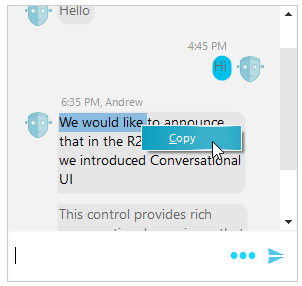 Hello
4:45 PM
Hi
6:35 PM, Andrew
We would like to announce
that in the R2
Copy
we introduced Conversational
UI
This control provides rich